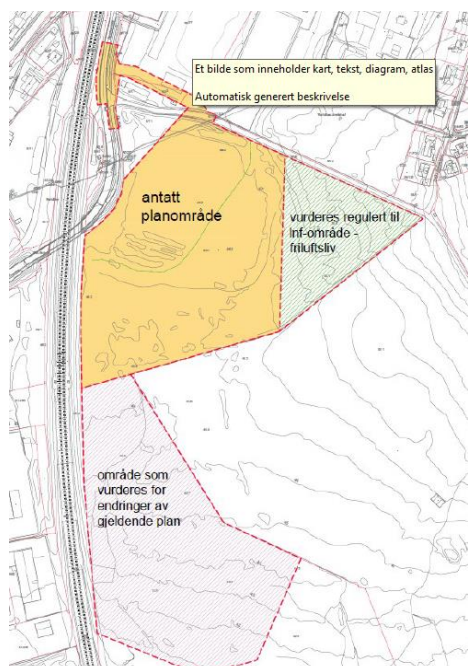 Et bilde som inneholder kart, tekst, diagram, atlas
Automatisk generert beskrivelse
antatt
planområde
vurderes regulert til
lnf-område -
friluftsliv
område som
vurderes for
endringer av
gjeldende plan